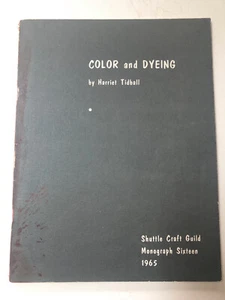 COLOR and DYEING
by Harriet Tidball
Shuttle Craft Guild
Monograph Sixteen
1965